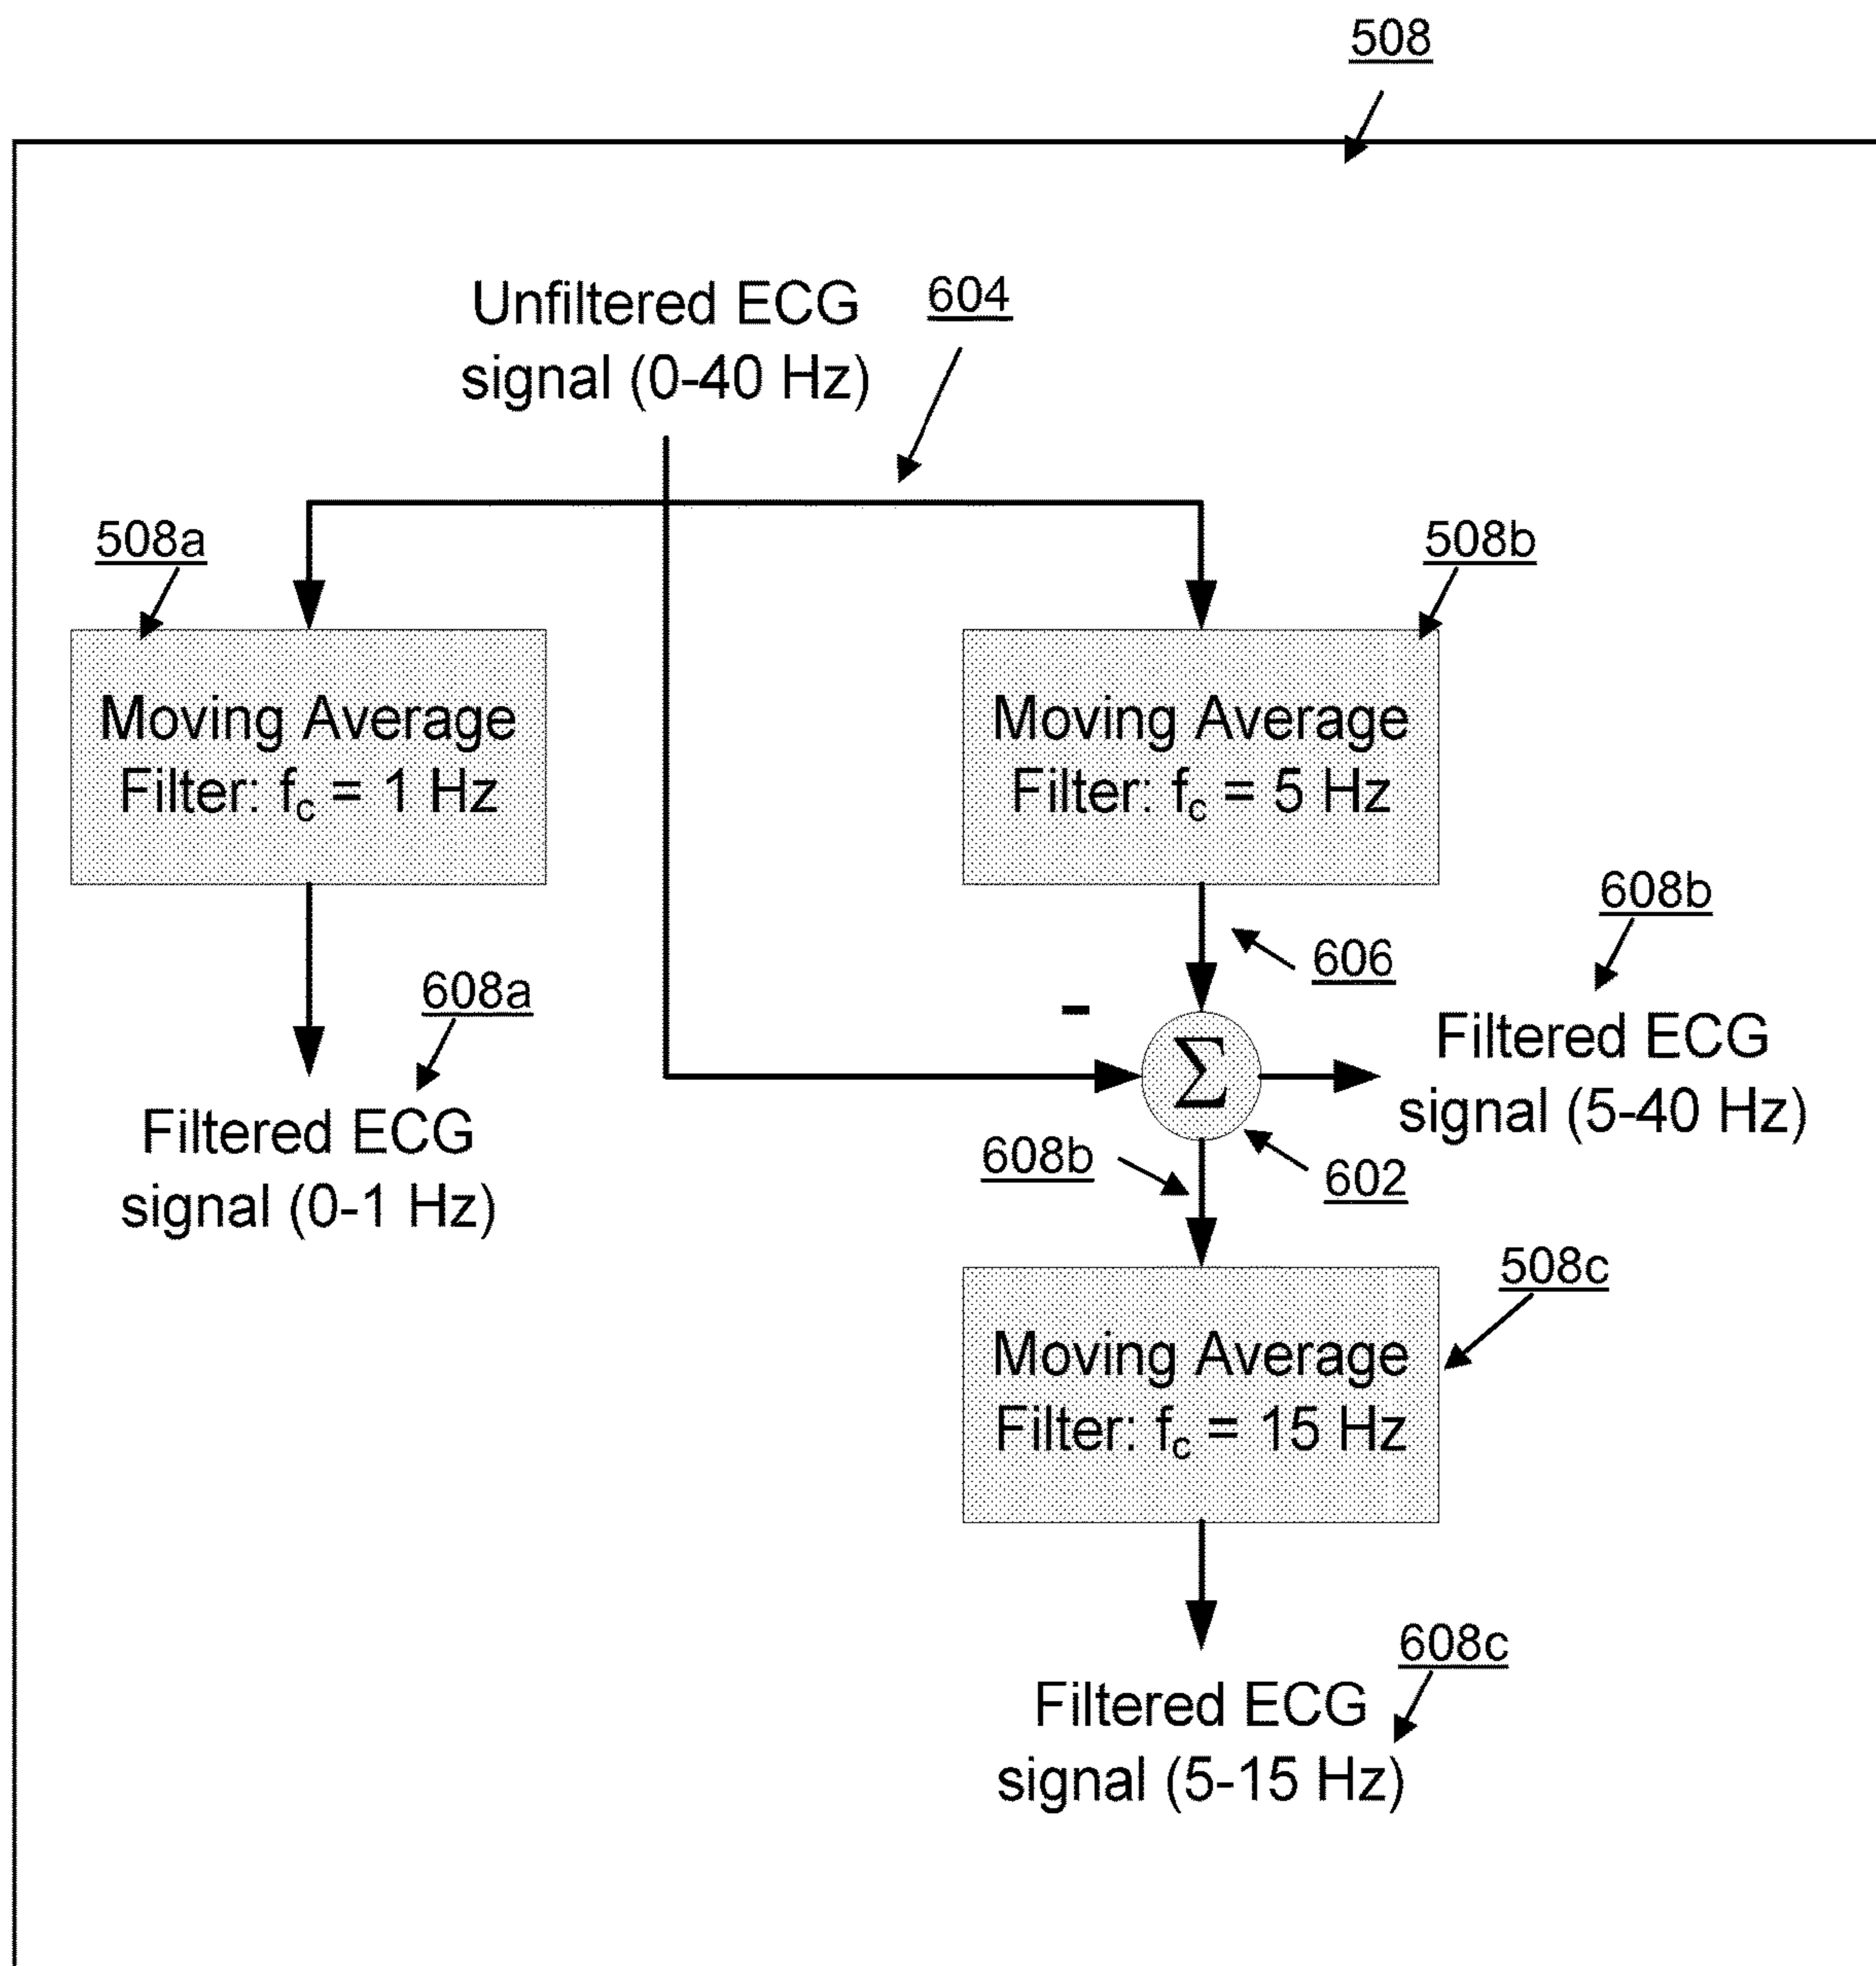 508
Unfiltered ECG
signal (0-40 Hz)
604
508a
508b
Moving Average
Filter: fc = 1 Hz
Moving Average
Filter: fc = 5 Hz
608b
606
608a
-
Σ
Filtered ECG
signal (5-40 Hz)
Filtered ECG
signal (0-1 Hz)
608b
602
508c
Moving Average
Filter: fc = 15 Hz
608c
Filtered ECG
signal (5-15 Hz)